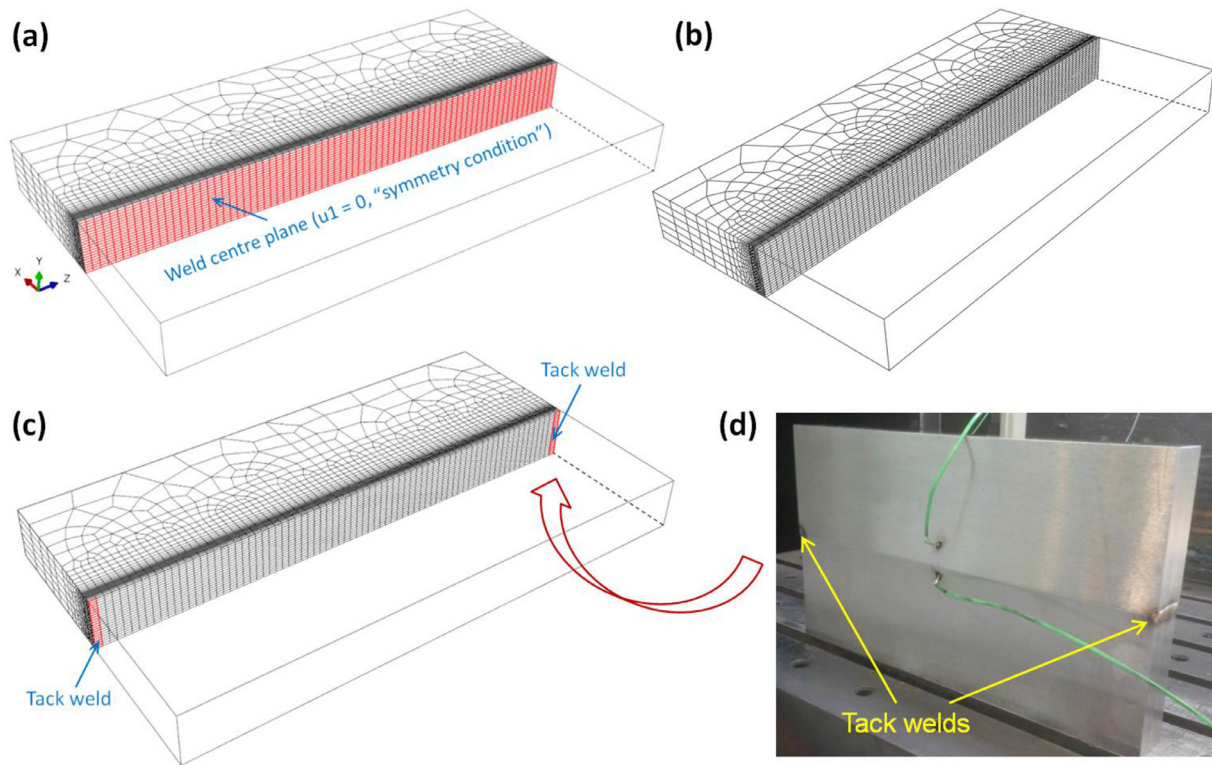 (a)
Weld centre plane (u1 = 0, “symmetry condition”)
X
Y
Z
(b)
(c)
Tack weld
Tack weld
(d)
Tack welds